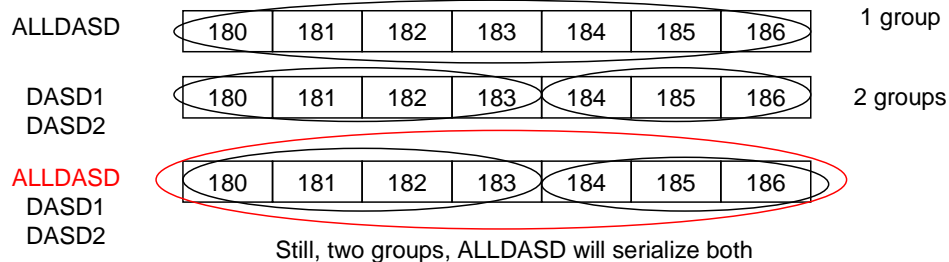 ALLDASD 180 181 182 183 184 185 186 1 group
DASD1 180 181 182 183 184 185 186 2 groups
DASD2
ALLDASD 180 181 182 183 184 185 186
DASD1
DASD2
Still, two groups, ALLDASD will serialize both